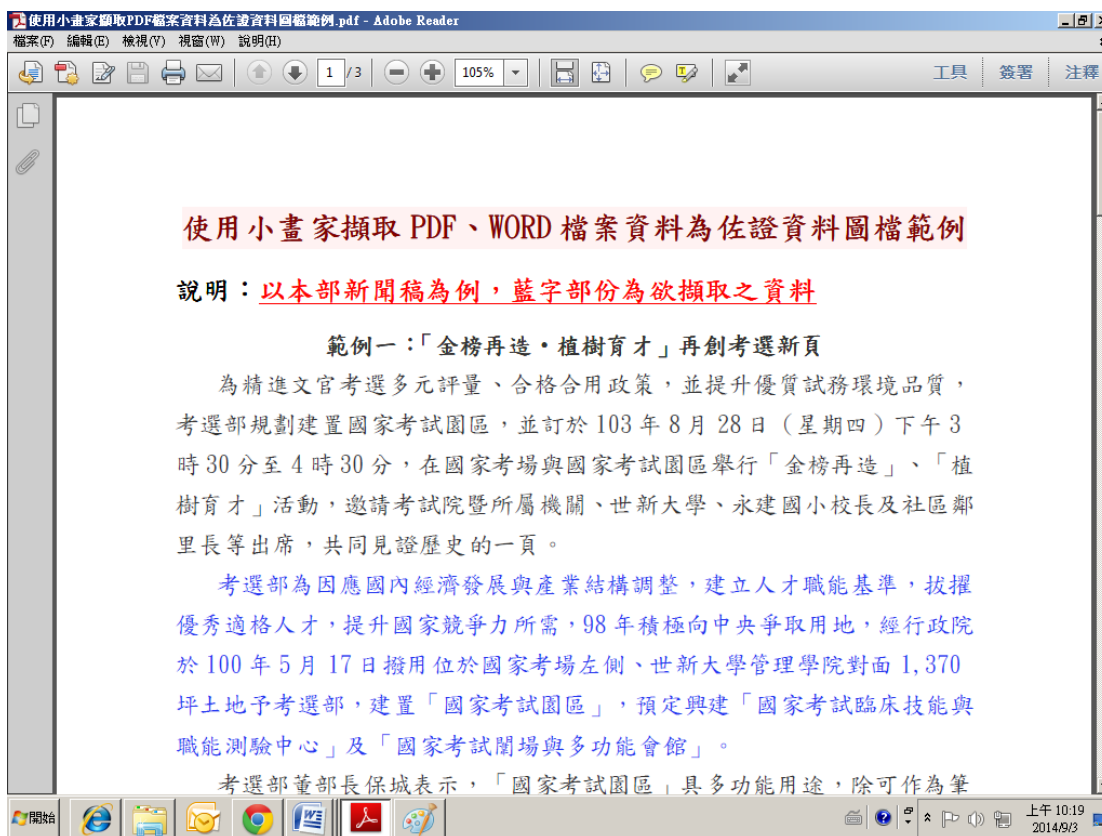 使用小畫家擷取PDF檔案資料為佐證資料圖檔範例.pdf - Adobe Reader
檔案(F) 編輯(E) 檢視(V) 視窗(W) 說明(H)
1 / 3 105% 工具 簽署 注釋
使用小畫家擷取 PDF、WORD 檔案資料為佐證資料圖檔範例
說明：以本部新聞稿為例，藍字部份為欲擷取之資料
範例一：「金榜再造・植樹育才」再創考選新頁
為精進文官考選多元評量、合格合用政策，並提升優質試務環境品質，
考選部規劃建置國家考試園區，並訂於 103 年 8 月 28 日（星期四）下午 3
時 30 分至 4 時 30 分，在國家考場與國家考試園區舉行「金榜再造」、「植
樹育才」活動，邀請考試院暨所屬機關、世新大學、永建國小校長及社區鄰
里長等出席，共同見證歷史的一頁。
考選部為因應國內經濟發展與產業結構調整，建立人才職能基準，拔擢
優秀適格人才，提升國家競爭力所需，98 年積極向中央爭取用地，經行政院
於 100 年 5 月 17 日撥用位於國家考場左側、世新大學管理學院對面 1,370
坪土地予考選部，建置「國家考試園區」，預定興建「國家考試臨床技能與
職能測驗中心」及「國家考試闈場與多功能會館」。
考選部董部長保城表示，「國家考試園區」具多功能用途，除可作為筆
開始
上午 10:19
2014/9/3